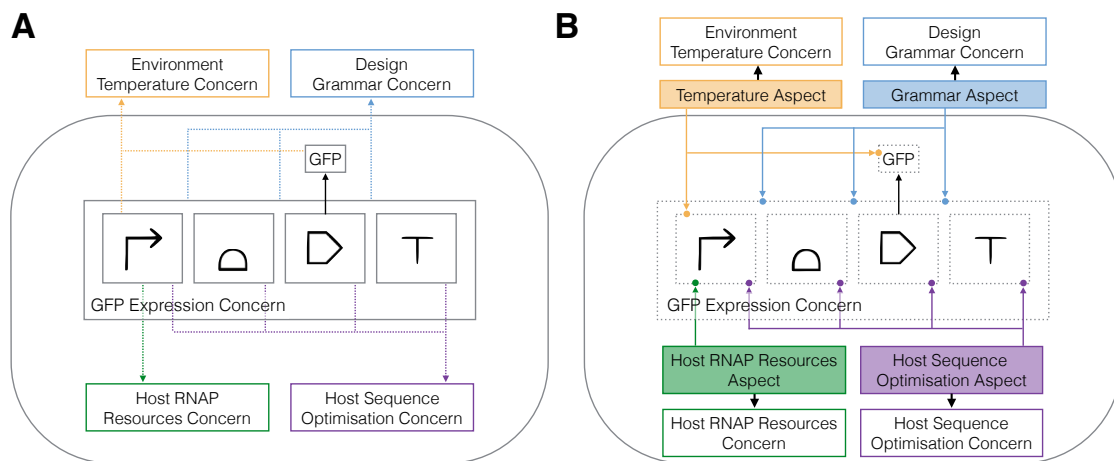 A
Environment
Temperature Concern
Design
Grammar Concern
GFP
GFP Expression Concern
Host RNAP
Resources Concern
Host Sequence
Optimisation Concern
B
Environment
Temperature Concern
Design
Grammar Concern
Temperature Aspect
Grammar Aspect
GFP
GFP Expression Concern
Host RNAP Resources
Aspect
Host Sequence
Optimisation Aspect
Host RNAP Resources
Concern
Host Sequence
Optimisation Concern